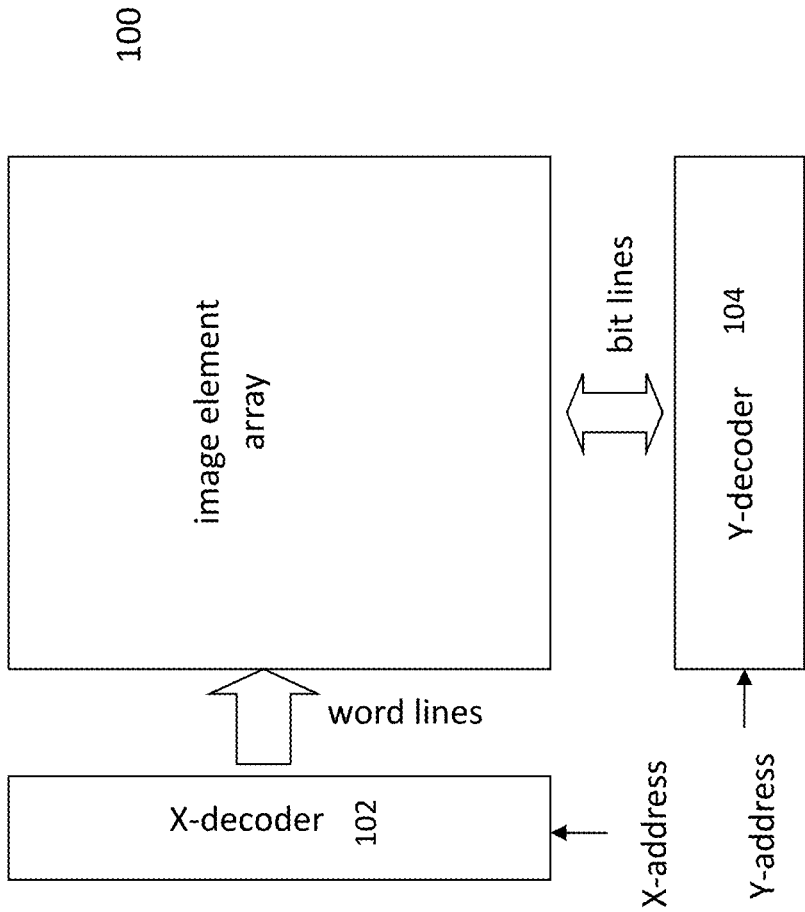 100
image element
array
word lines
bit lines
X-decoder 102
Y-decoder 104
X-address
Y-address